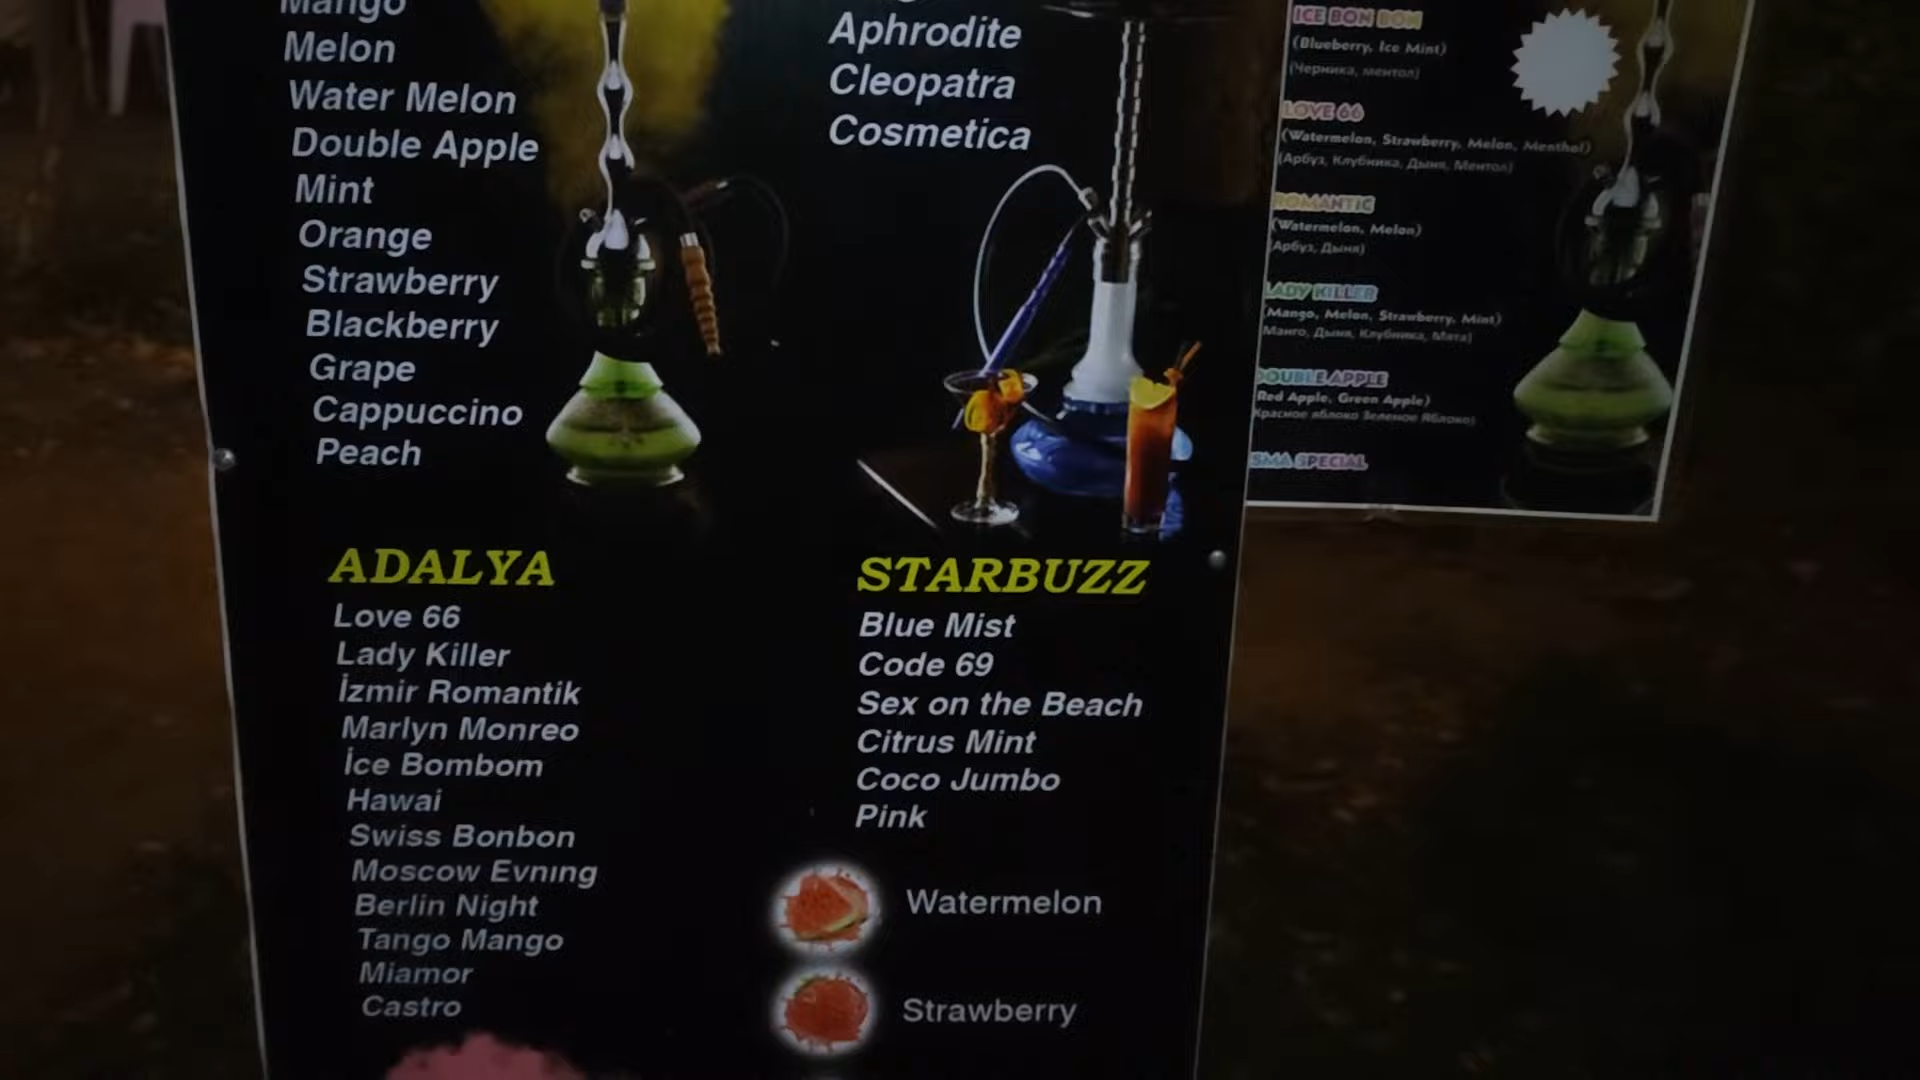 Mango
Melon
Water Melon
Double Apple
Mint
Orange
Strawberry
Blackberry
Grape
Cappuccino
Peach
Aphrodite
Cleopatra
Cosmetica
ADALYA
Love 66
Lady Killer
İzmir Romantik
Marlyn Monreo
İce Bombom
Hawai
Swiss Bonbon
Moscow Evnıng
Berlin Night
Tango Mango
Miamor
Castro
STARBUZZ
Blue Mist
Code 69
Sex on the Beach
Citrus Mint
Coco Jumbo
Pink
Watermelon
Strawberry
ICE BON BON
(Blueberry, Ice Mint)
(Черника, ментол)
LOVE 66
(Watermelon, Strawberry, Melon, Menthol)
(Арбуз, Клубника, Дыня, Ментол)
ROMANTIC
(Watermelon, Melon)
(Арбуз, Дыня)
LADY KILLER
(Mango, Melon, Strawberry, Mint)
Манго, Дыня, Клубника, Мята)
DOUBLE APPLE
Red Apple, Green Apple)
Красное яблоко Зеленое Яблоко)
SPECIAL